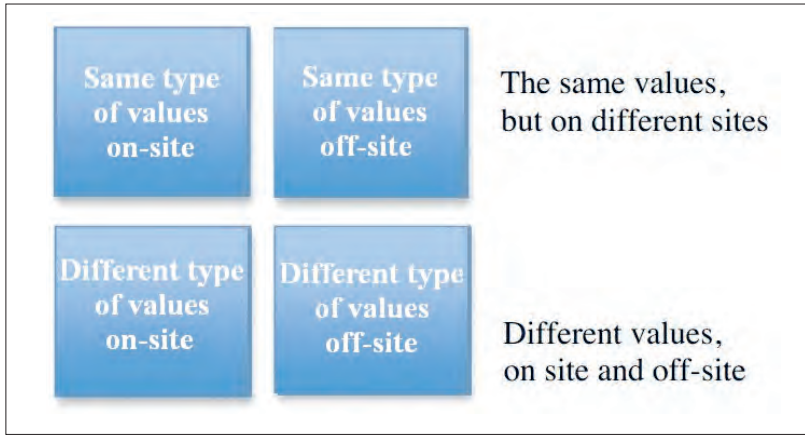 Same type
of values
on-site
Same type
of values
off-site
The same values,
but on different sites
Different type
of values
on-site
Different type
of values
off-site
Different values,
on site and off-site